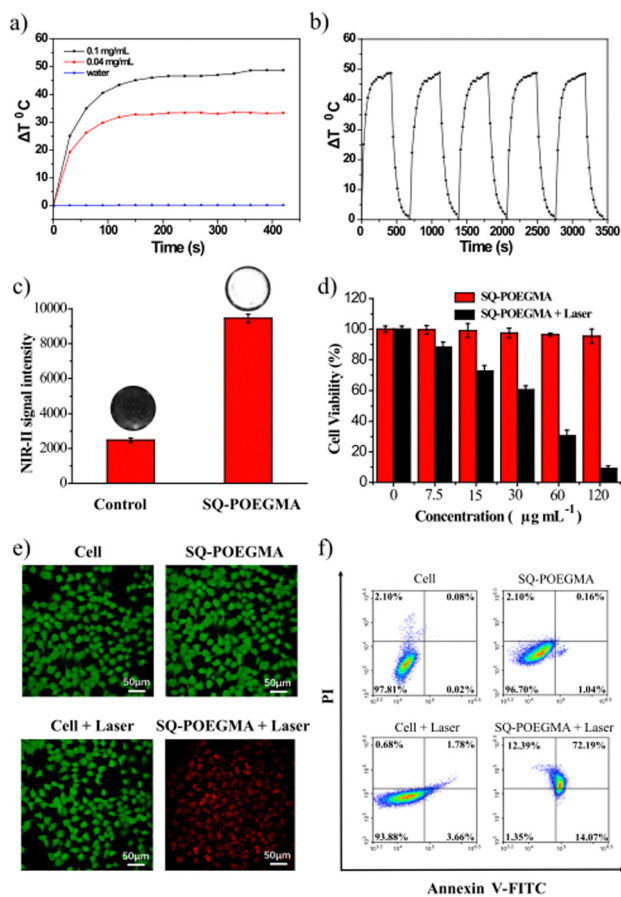 a)
60
50
40
30
20
10
0
ΔT ⁰C
0.1 mg/mL
0.04 mg/mL
water
0 100 200 300 400
Time (s)
b)
60
50
40
30
20
10
0
ΔT ⁰C
0 500 1000 1500 2000 2500 3000 3500
Time (s)
c)
10000
8000
6000
4000
2000
0
NIR-II signal intensity
Control SQ-POEGMA
d)
120
100
80
60
40
20
0
Cell Viability (%)
SQ-POEGMA
SQ-POEGMA + Laser
0 7.5 15 30 60 120
Concentration ( μg mL⁻¹)
e)
Cell SQ-POEGMA
50μm 50μm
Cell + Laser SQ-POEGMA + Laser
50μm 50μm
f)
PI
Cell SQ-POEGMA
2.10% 0.08% 2.10% 0.16%
97.81% 0.02% 96.70% 1.04%
Cell + Laser SQ-POEGMA + Laser
0.68% 1.78% 12.39% 72.19%
93.88% 3.66% 1.35% 14.07%
Annexin V-FITC